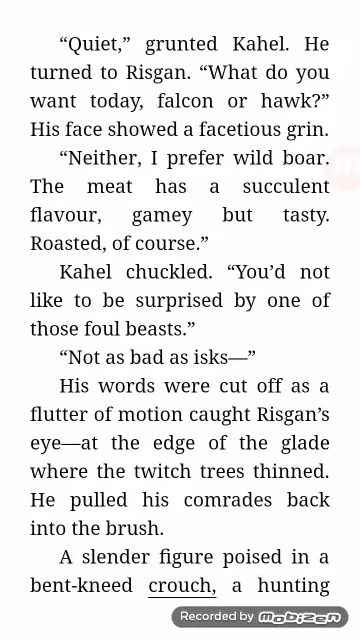 “Quiet,” grunted Kahel. He
turned to Risgan. “What do you
want today, falcon or hawk?”
His face showed a facetious grin.
“Neither, I prefer wild boar.
The meat has a succulent
flavour, gamey but tasty.
Roasted, of course.”
Kahel chuckled. “You’d not
like to be surprised by one of
those foul beasts.”
“Not as bad as isks—”
His words were cut off as a
flutter of motion caught Risgan’s
eye—at the edge of the glade
where the twitch trees thinned.
He pulled his comrades back
into the brush.
A slender figure poised in a
bent-kneed crouch, a hunting
Recorded by mobizen